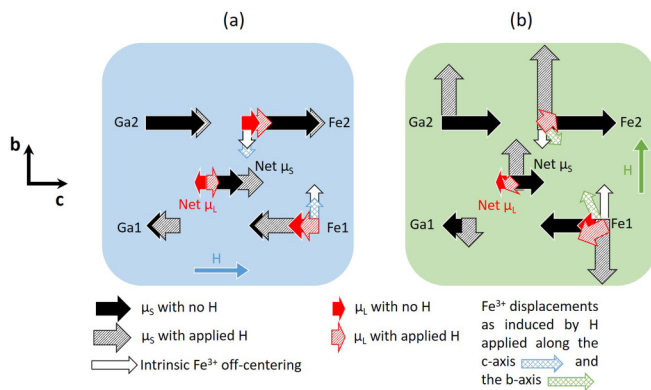 (a)
(b)
Ga2
Fe2
Ga2
Fe2
b
c
Net μS
Net μL
H
Net μS
Net μL
Ga1
Fe1
H
Ga1
Fe1
μS with no H
μL with no H
Fe3+ displacements
μS with applied H
μL with applied H
as induced by H
applied along the
Intrinsic Fe3+ off-centering
c-axis and
the b-axis